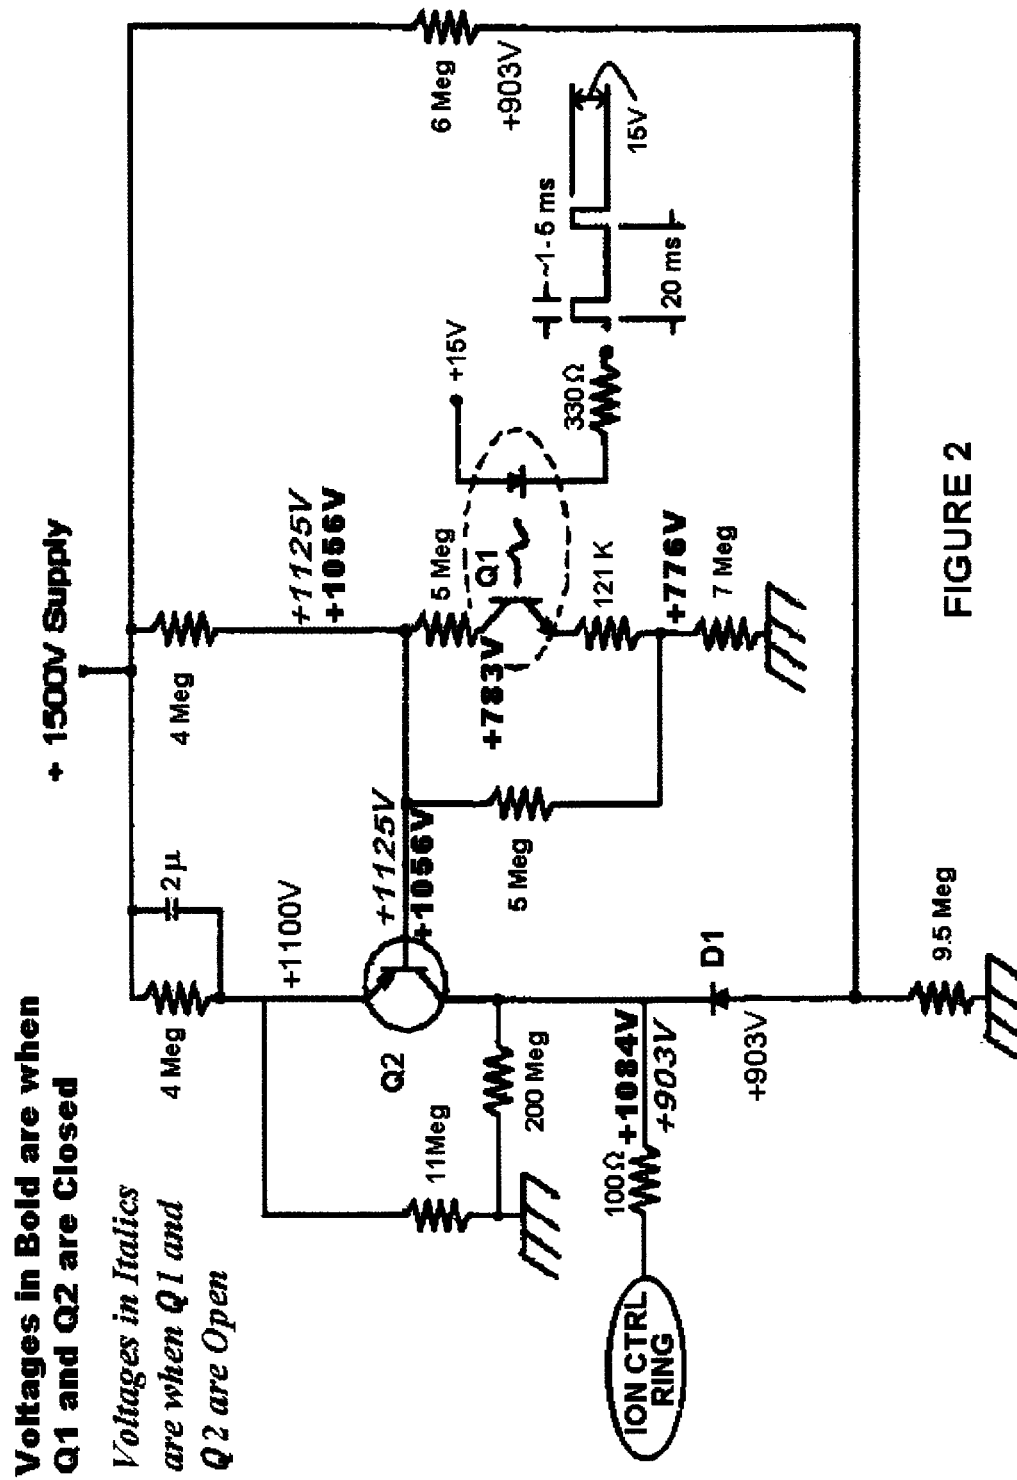 Voltages in Bold are when
Q1 and Q2 are Closed
Voltages in Italics
are when Q1 and
Q2 are Open
+ 1500V Supply
4 Meg
2 µ
4 Meg
6 Meg
+903V
+1100V
+1125V
+1056V
+1125V
+1056V
Q2
11Meg
200 Meg
5 Meg
5 Meg
Q1
+783V
121 K
+776V
7 Meg
+15V
330 Ω
~1-5 ms
20 ms
15V
100Ω
+1084V
+903V
D1
+903V
9.5 Meg
ION CTRL
RING
FIGURE 2